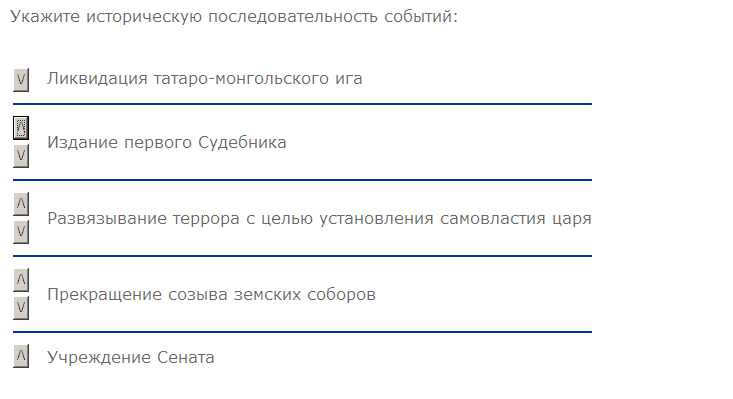 Укажите историческую последовательность событий:
\/
Ликвидация татаро-монгольского ига
/\
\/
Издание первого Судебника
/\
\/
Развязывание террора с целью установления самовластия царя
/\
\/
Прекращение созыва земских соборов
/\
Учреждение Сената